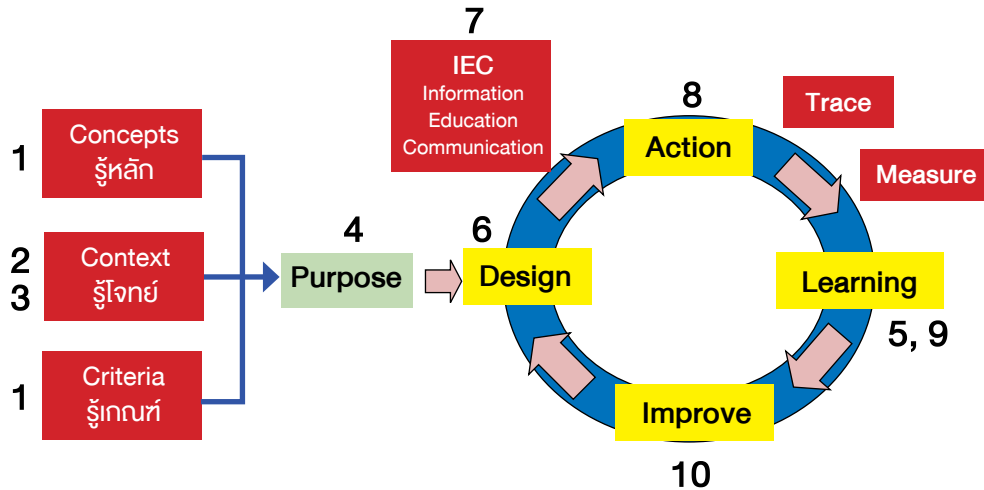 7
IEC
Information
Education
Communication
8
Action
Trace
Measure
1
Concepts
รู้หลัก
2
3
Context
รู้โจทย์
4
Purpose
6
Design
Learning
5, 9
1
Criteria
รู้เกณฑ์
Improve
10